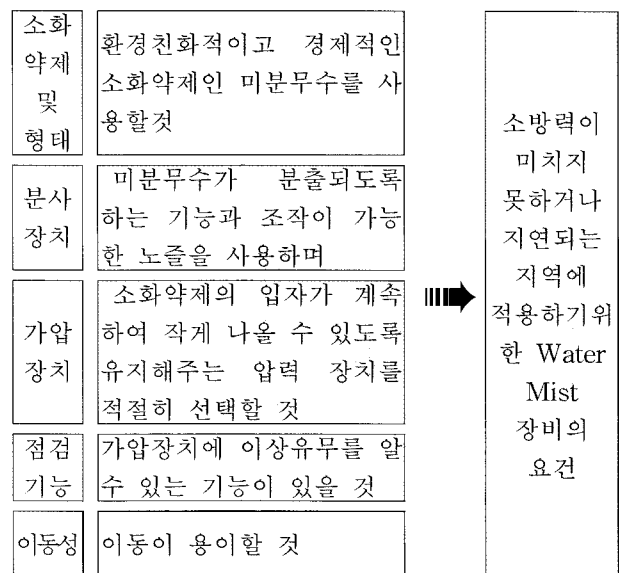 소화
약제
및
형태
환경친화적이고 경제적인
소화약제인 미분무수를 사
용할것
분사
장치
미분무수가 분출되도록
하는 기능과 조작이 가능
한 노즐을 사용하며
가압
장치
소화약제의 입자가 계속
하여 작게 나올 수 있도록
유지해주는 압력 장치를
적절히 선택할 것
점검
기능
가압장치에 이상유무를 알
수 있는 기능이 있을 것
이동성
이동이 용이할 것
소방력이
미치지
못하거나
지연되는
지역에
적용하기위
한 Water
Mist
장비의
요건